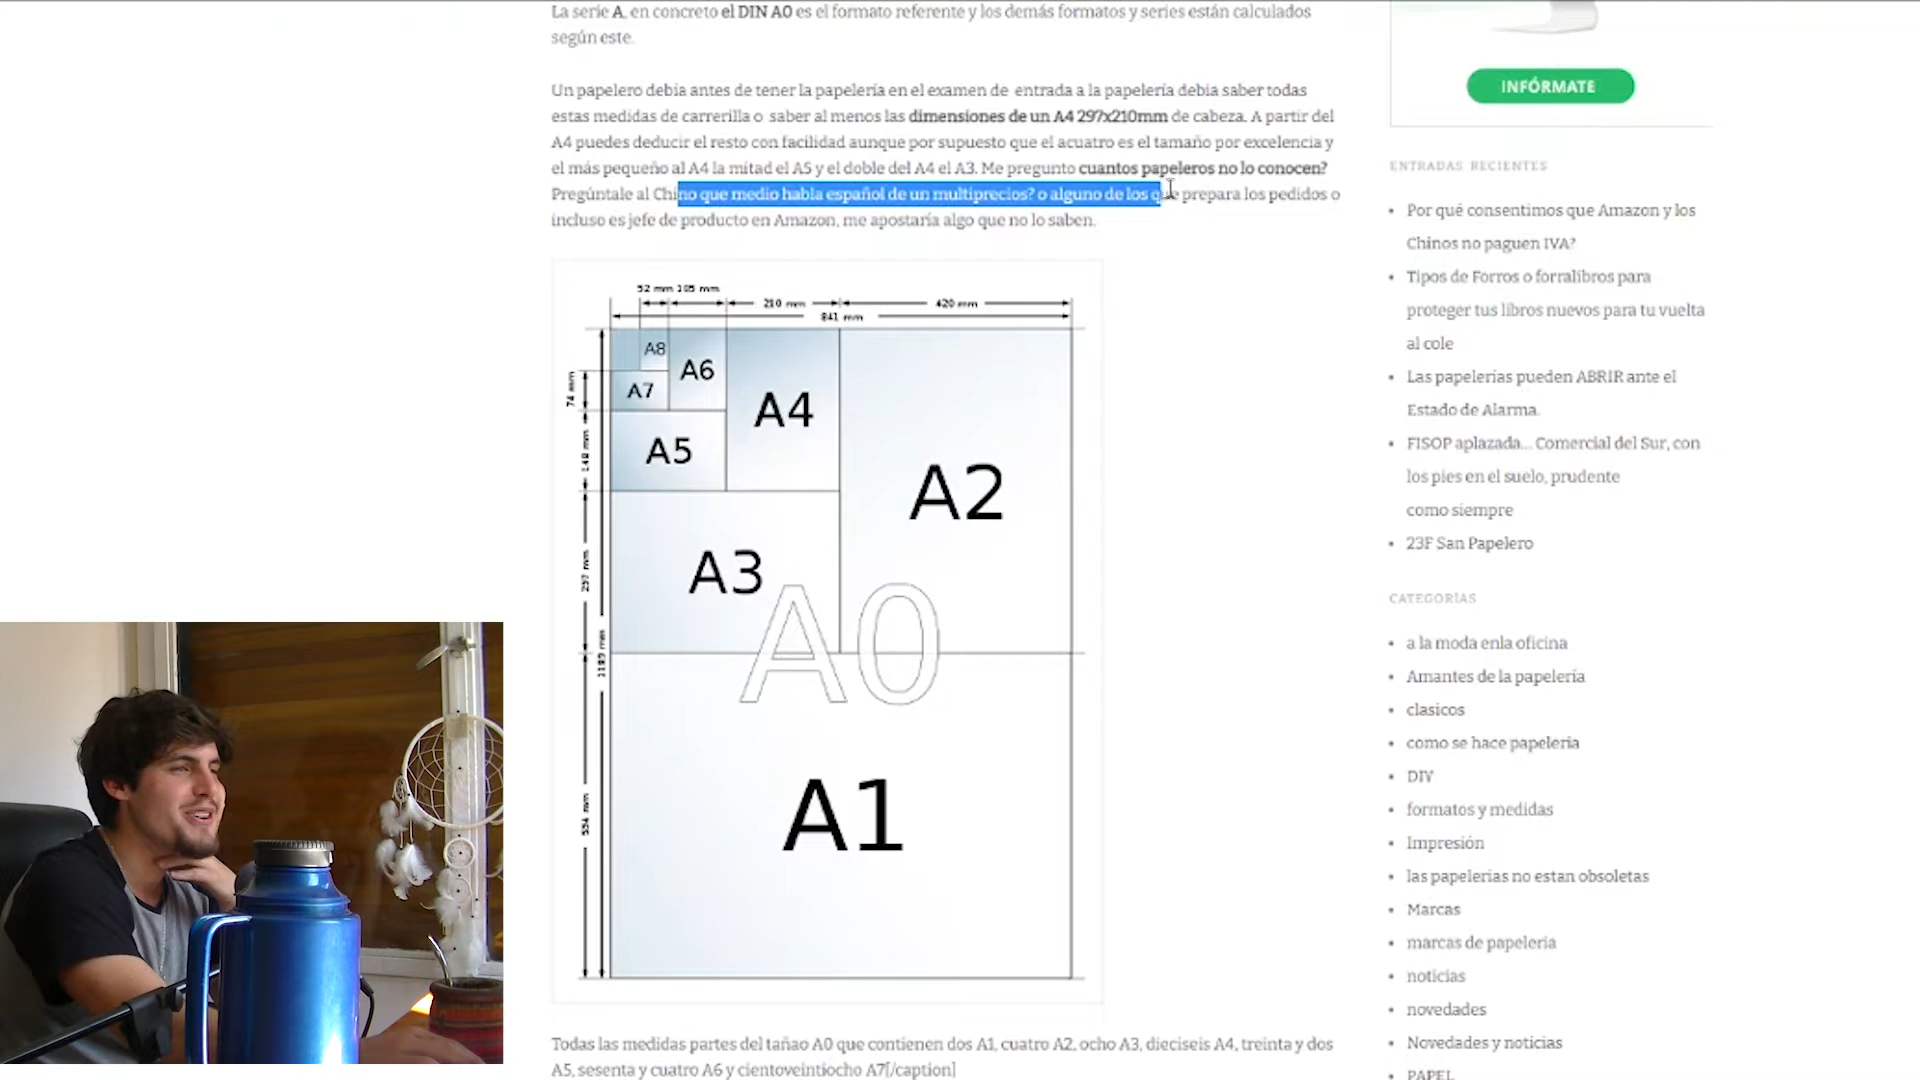 La serie A, en concreto el DIN A0 es el formato referente y los demás formatos y series están calculados
según este.
Un papelero debia antes de tener la papelería en el examen de entrada a la papelería debia saber todas
estas medidas de carrerilla o saber al menos las dimensiones de un A4 297x210mm de cabeza. A partir del
A4 puedes deducir el resto con facilidad aunque por supuesto que el acuatro es el tamaño por excelencia y
el más pequeño al A4 la mitad el A5 y el doble del A4 el A3. Me pregunto cuantos papeleros no lo conocen?
Pregúntale al Chino que medio habla español de un multiprecios? o alguno de los que prepara los pedidos o
incluso es jefe de producto en Amazon, me apostaría algo que no lo saben.
52 mm 105 mm
210 mm
420 mm
841 mm
A8
A6
A7
74 mm
A4
A5
148 mm
A2
A3
297 mm
A0
1189 mm
A1
594 mm
Todas las medidas partes del tañao A0 que contienen dos A1, cuatro A2, ocho A3, dieciseis A4, treinta y dos
A5, sesenta y cuatro A6 y cientoveintiocho A7[/caption]
INFÓRMATE
ENTRADAS RECIENTES
Por qué consentimos que Amazon y los
Chinos no paguen IVA?
Tipos de Forros o forralibros para
proteger tus libros nuevos para tu vuelta
al cole
Las papelerías pueden ABRIR ante el
Estado de Alarma.
FISOP aplazada... Comercial del Sur, con
los pies en el suelo, prudente
como siempre
23F San Papelero
CATEGORÍAS
a la moda enla oficina
Amantes de la papelería
clasicos
como se hace papeleria
DIY
formatos y medidas
Impresión
las papelerias no estan obsoletas
Marcas
marcas de papelería
noticias
novedades
Novedades y noticias
PAPEL